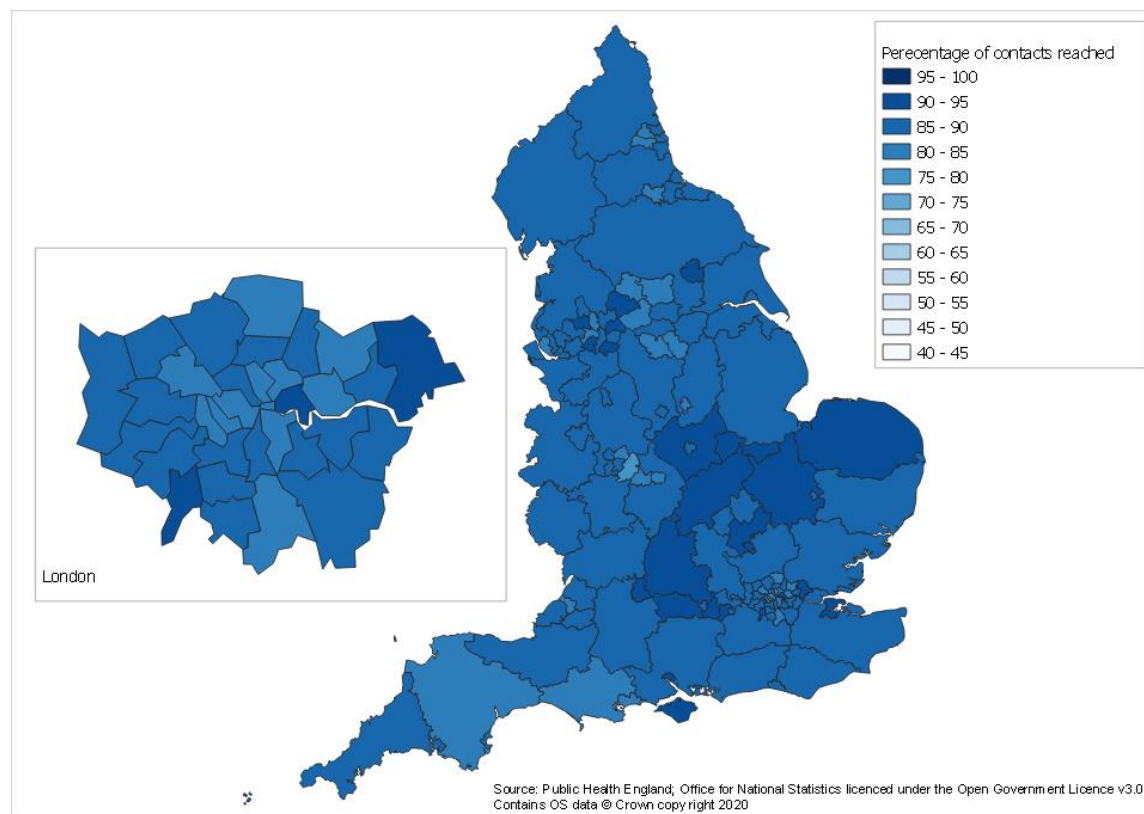 Perecentage of contacts reached
95 - 100
90 - 95
85 - 90
80 - 85
75 - 80
70 - 75
65 - 70
60 - 65
55 - 60
50 - 55
45 - 50
40 - 45
London
Source: Public Health England; Office for National Statistics licenced under the Open Government Licence v3.0
Contains OS data © Crown copyright 2020